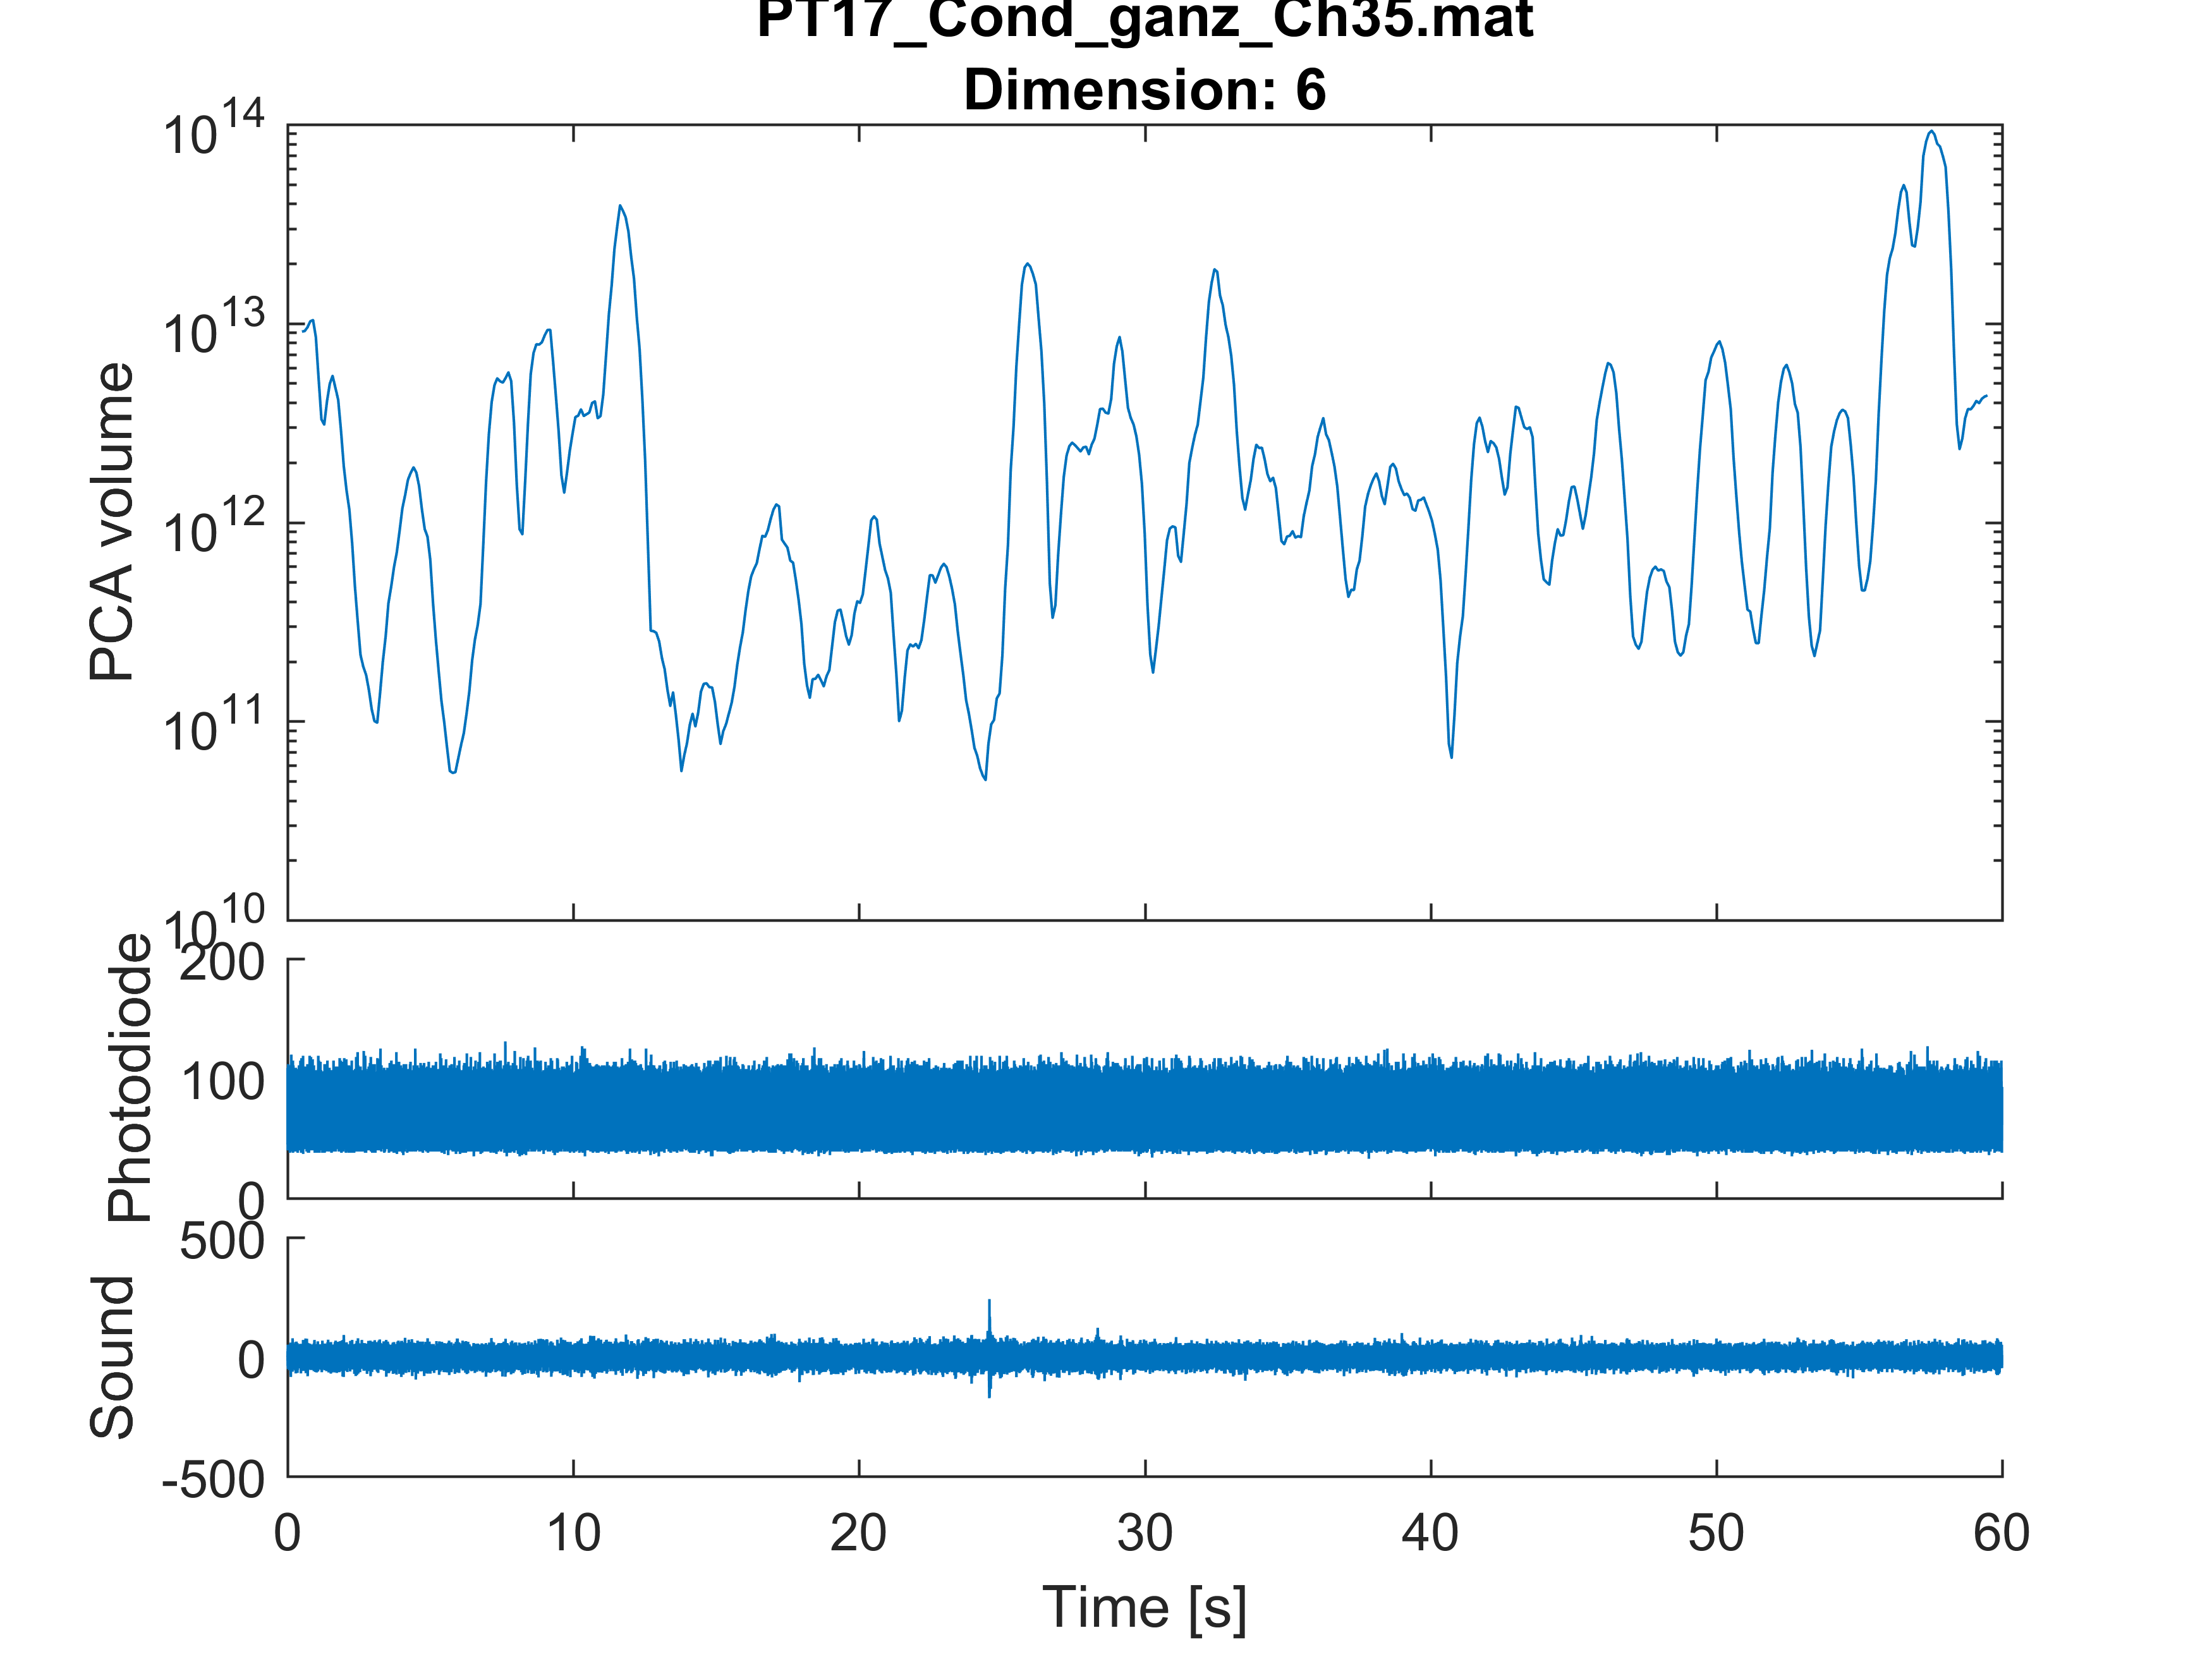 PT17_Cond_ganz_Ch35.mat
Dimension: 6
10^14
10^13
10^12
10^11
10^10
PCA volume
200
100
0
Photodiode
500
0
-500
Sound
0 10 20 30 40 50 60
Time [s]